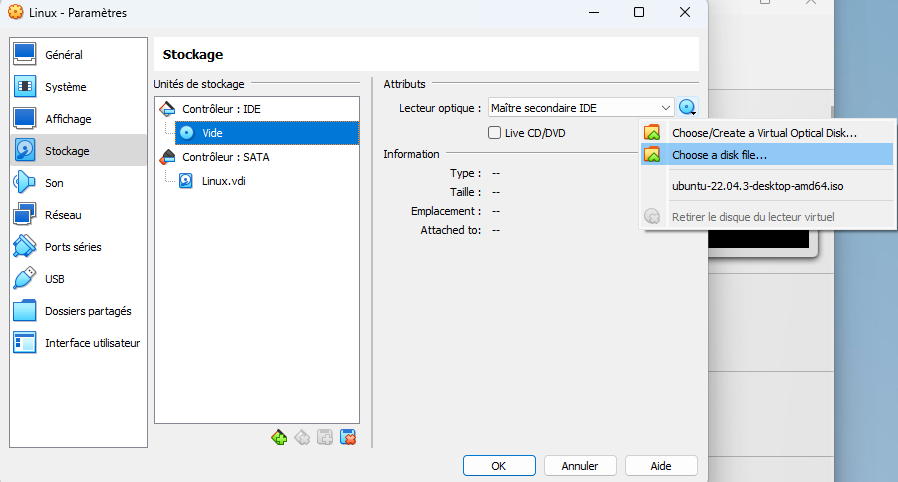 Linux - Paramètres
Général
Système
Affichage
Stockage
Son
Réseau
Ports séries
USB
Dossiers partagés
Interface utilisateur
Stockage
Unités de stockage
Contrôleur : IDE
Vide
Contrôleur : SATA
Linux.vdi
Attributs
Lecteur optique : Maître secondaire IDE
Live CD/DVD
Information
Type : --
Taille : --
Emplacement : --
Attached to: --
Choose/Create a Virtual Optical Disk...
Choose a disk file...
ubuntu-22.04.3-desktop-amd64.iso
Retirer le disque du lecteur virtuel
OK
Annuler
Aide